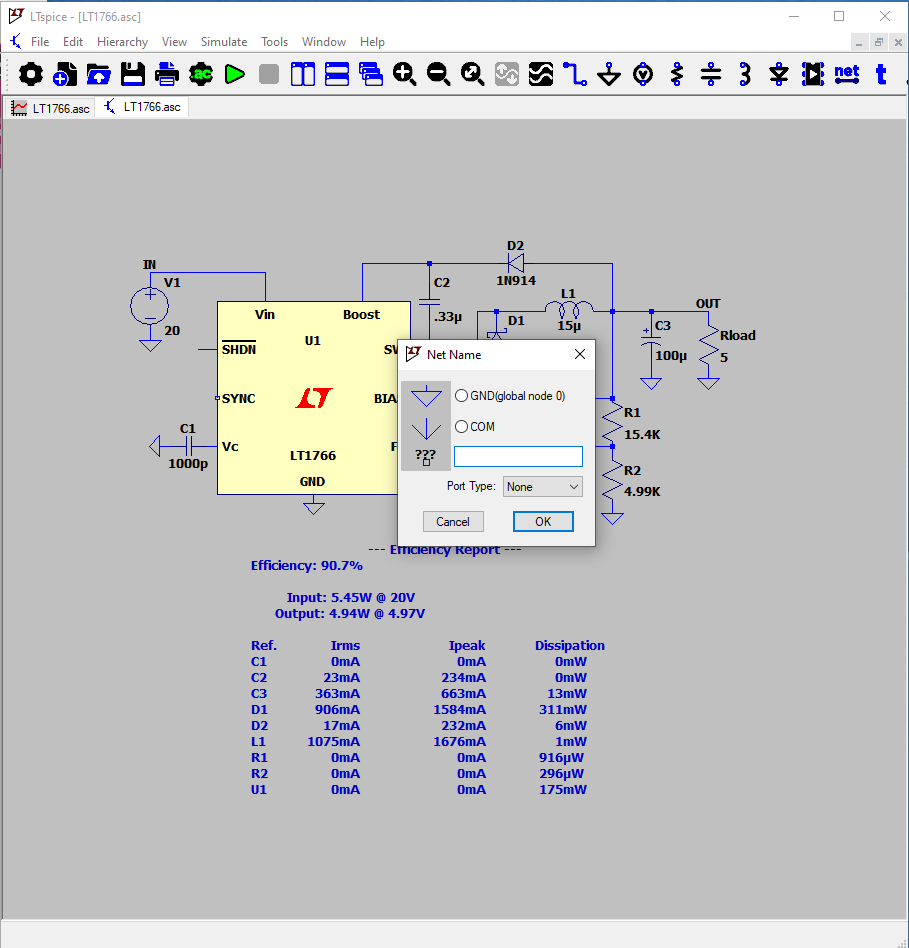 LTspice - [LT1766.asc]
File Edit Hierarchy View Simulate Tools Window Help
ac
net
t
LT1766.asc LT1766.asc
D2
1N914
IN
V1
20
C2
.33µ
L1
15µ
D1
OUT
C3
100µ
Rload
5
Vin Boost
U1
SHDN
SYNC
BIA
Vc
LT1766
GND
C1
1000p
R1
15.4K
R2
4.99K
Net Name
GND(global node 0)
COM
???
Port Type: None
Cancel OK
--- Efficiency Report ---
Efficiency: 90.7%
Input: 5.45W @ 20V
Output: 4.94W @ 4.97V
Ref. Irms Ipeak Dissipation
C1 0mA 0mA 0mW
C2 23mA 234mA 0mW
C3 363mA 663mA 13mW
D1 906mA 1584mA 311mW
D2 17mA 232mA 6mW
L1 1075mA 1676mA 1mW
R1 0mA 0mA 916µW
R2 0mA 0mA 296µW
U1 0mA 0mA 175mW